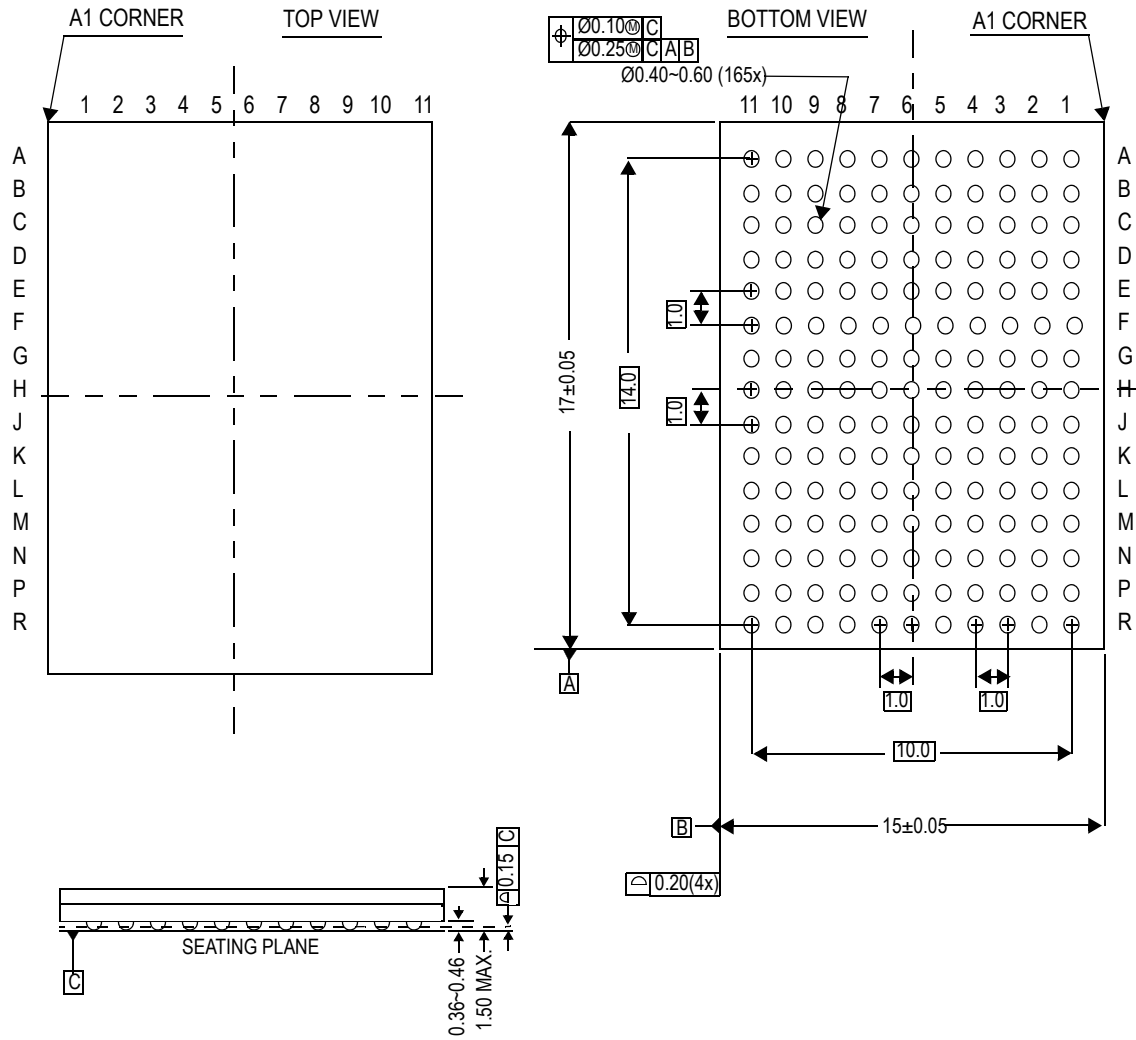 A1 CORNER
TOP VIEW
1 2 3 4 5 6 7 8 9 10 11
A
B
C
D
E
F
G
H
J
K
L
M
N
P
R
Ø0.10Ⓜ C
Ø0.25Ⓜ C A B
BOTTOM VIEW
A1 CORNER
Ø0.40~0.60 (165x)
11 10 9 8 7 6 5 4 3 2 1
A
B
C
D
E
F
G
H
J
K
L
M
N
P
R
1.0
17±0.05
14.0
1.0
A
1.0
1.0
10.0
B
15±0.05
0.20(4x)
0.15 C
SEATING PLANE
C
0.36~0.46
1.50 MAX.